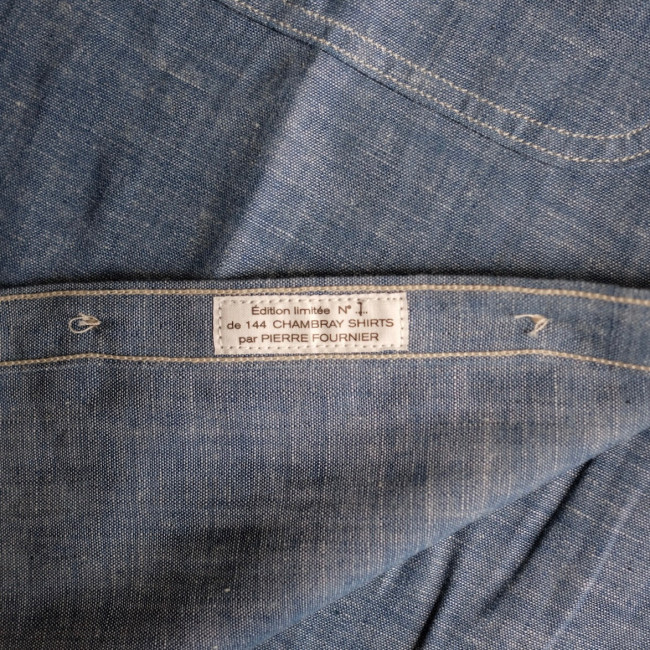 Édition limitée N° .1..
de 144 CHAMBRAY SHIRTS
par PIERRE FOURNIER